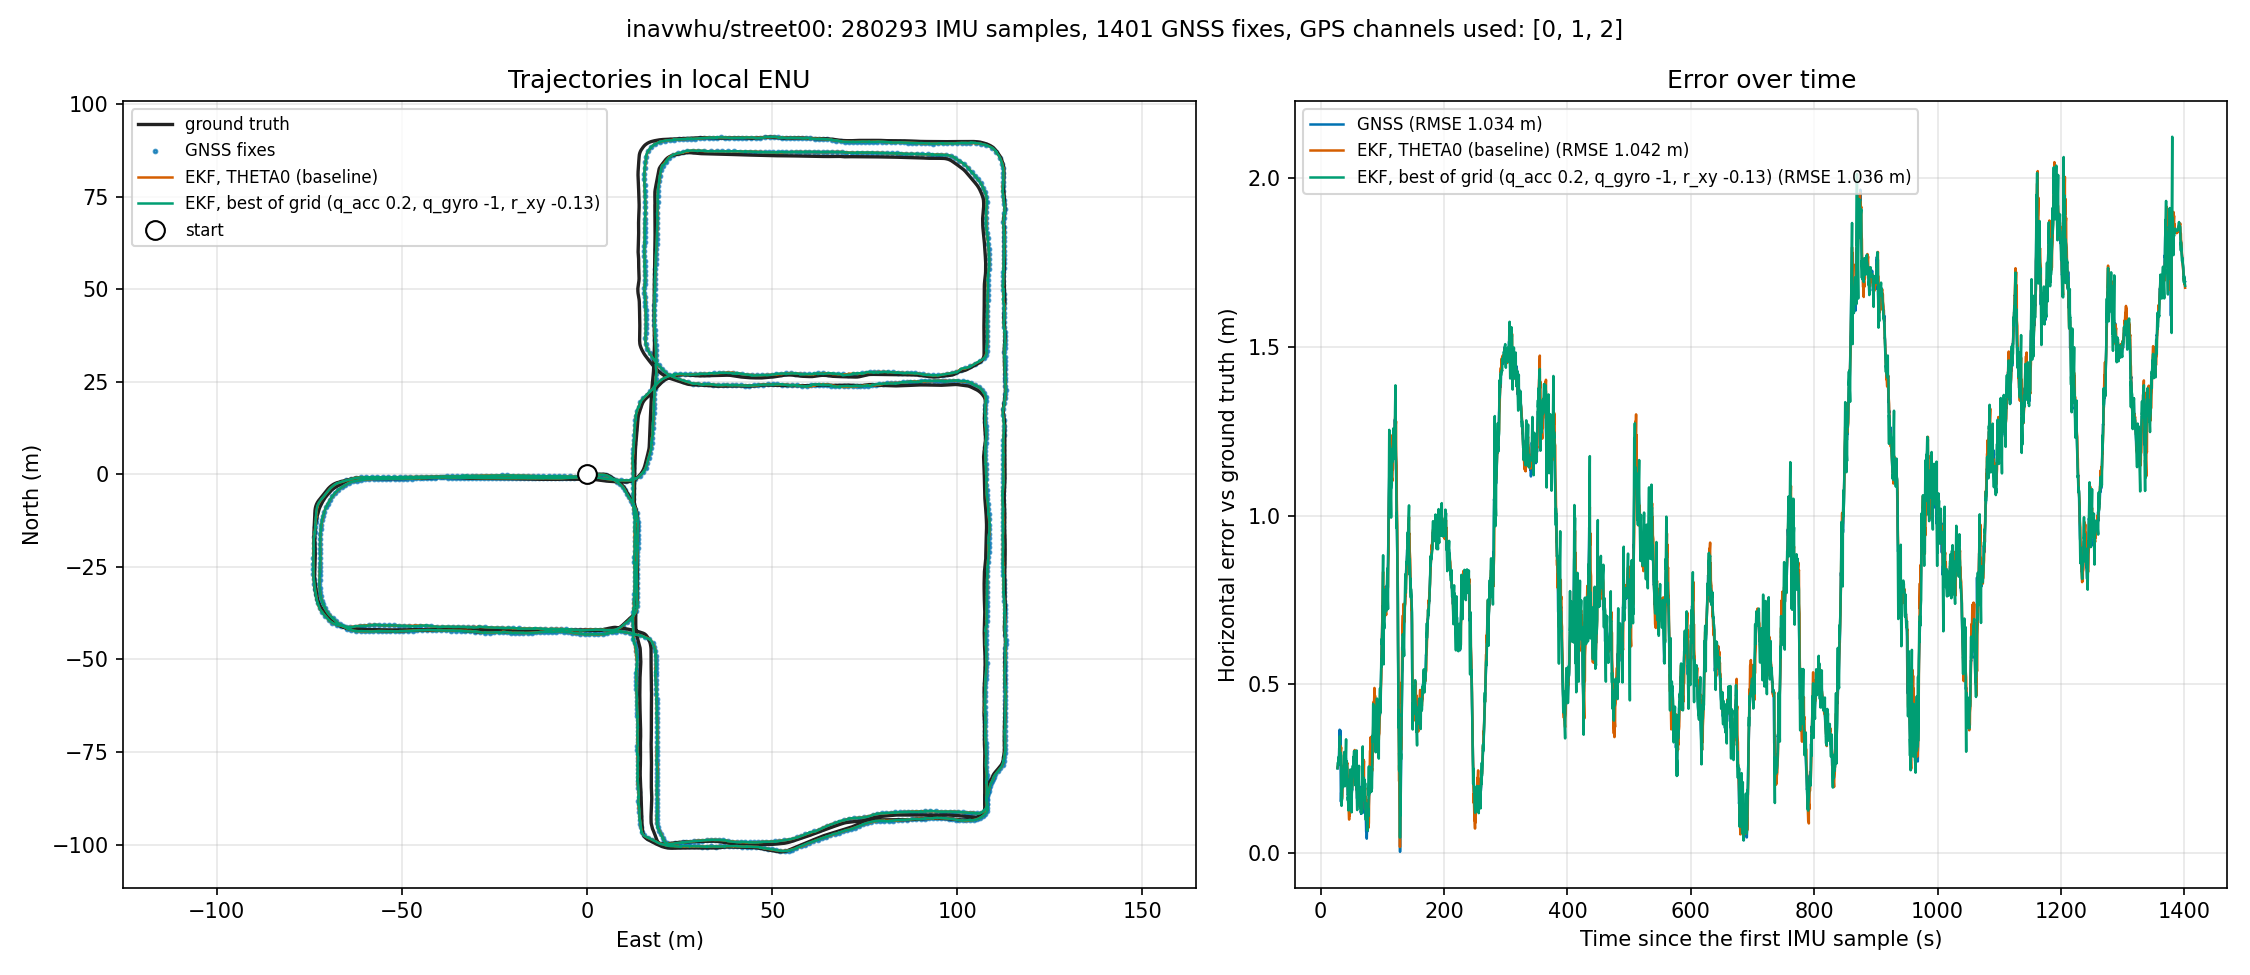 inavwhu/street00: 280293 IMU samples, 1401 GNSS fixes, GPS channels used: [0, 1, 2]
Trajectories in local ENU
ground truth
GNSS fixes
EKF, THETA0 (baseline)
EKF, best of grid (q_acc 0.2, q_gyro -1, r_xy -0.13)
start
100
75
50
25
0
−25
−50
−75
−100
North (m)
−100
−50
0
50
100
150
East (m)
Error over time
GNSS (RMSE 1.034 m)
EKF, THETA0 (baseline) (RMSE 1.042 m)
EKF, best of grid (q_acc 0.2, q_gyro -1, r_xy -0.13) (RMSE 1.036 m)
2.0
1.5
1.0
0.5
0.0
Horizontal error vs ground truth (m)
0
200
400
600
800
1000
1200
1400
Time since the first IMU sample (s)